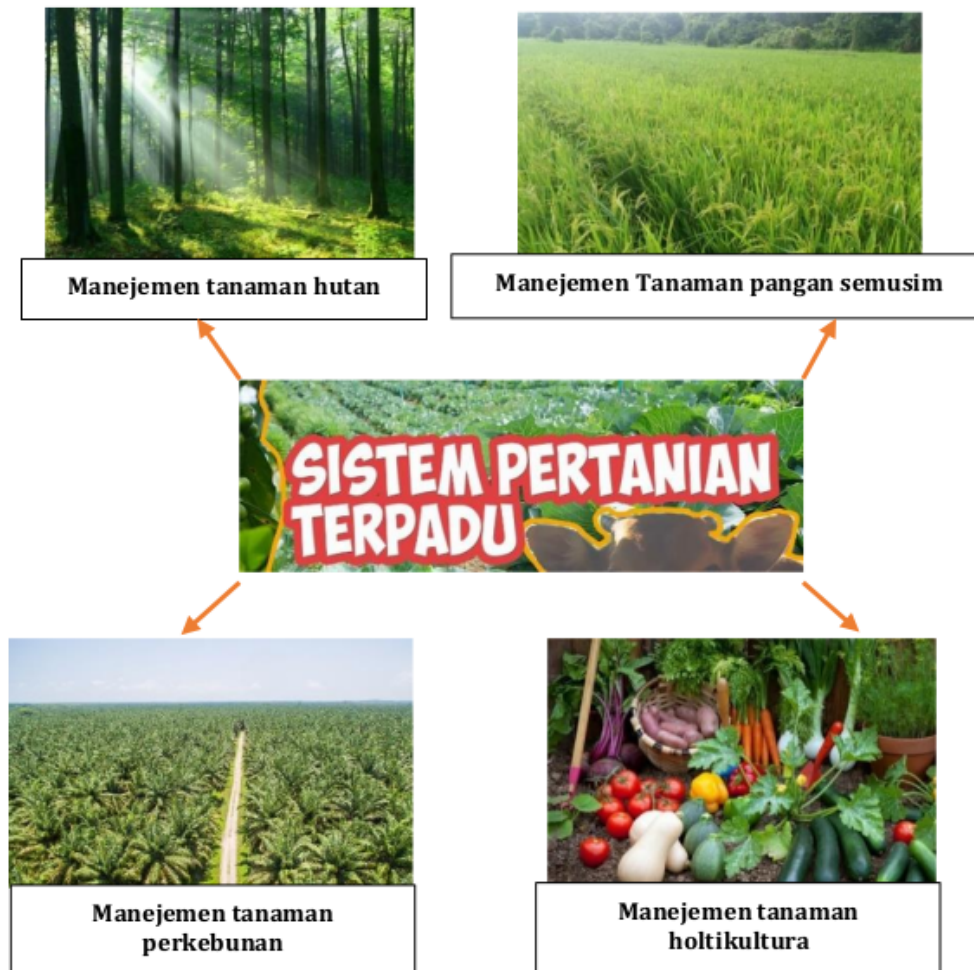 Manejemen tanaman hutan
Manejemen Tanaman pangan semusim
SISTEM PERTANIAN
TERPADU
Manejemen tanaman
perkebunan
Manejemen tanaman
holtikultura